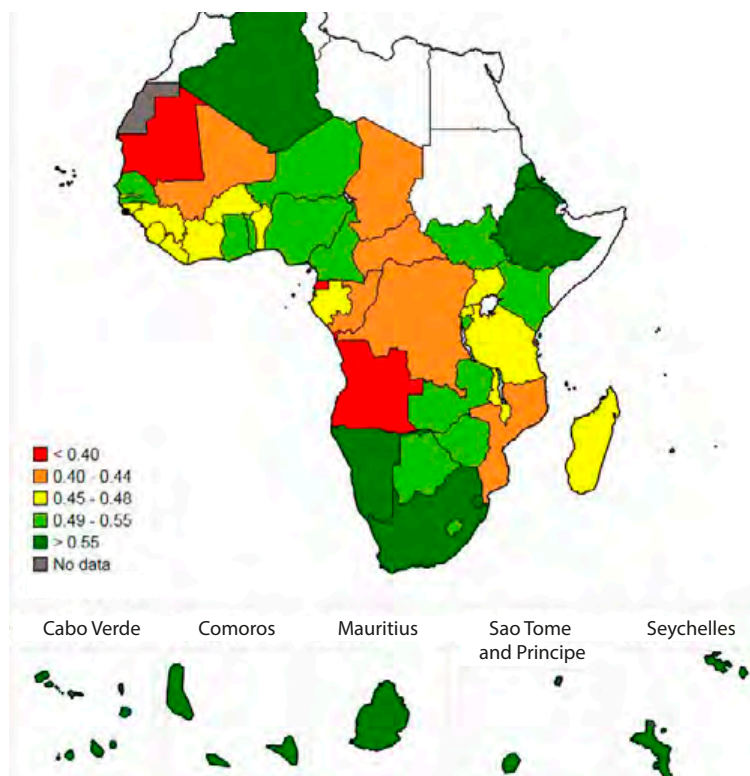 < 0.40
0.40 - 0.44
0.45 - 0.48
0.49 - 0.55
> 0.55
No data
Cabo Verde
Comoros
Mauritius
Sao Tome
and Principe
Seychelles